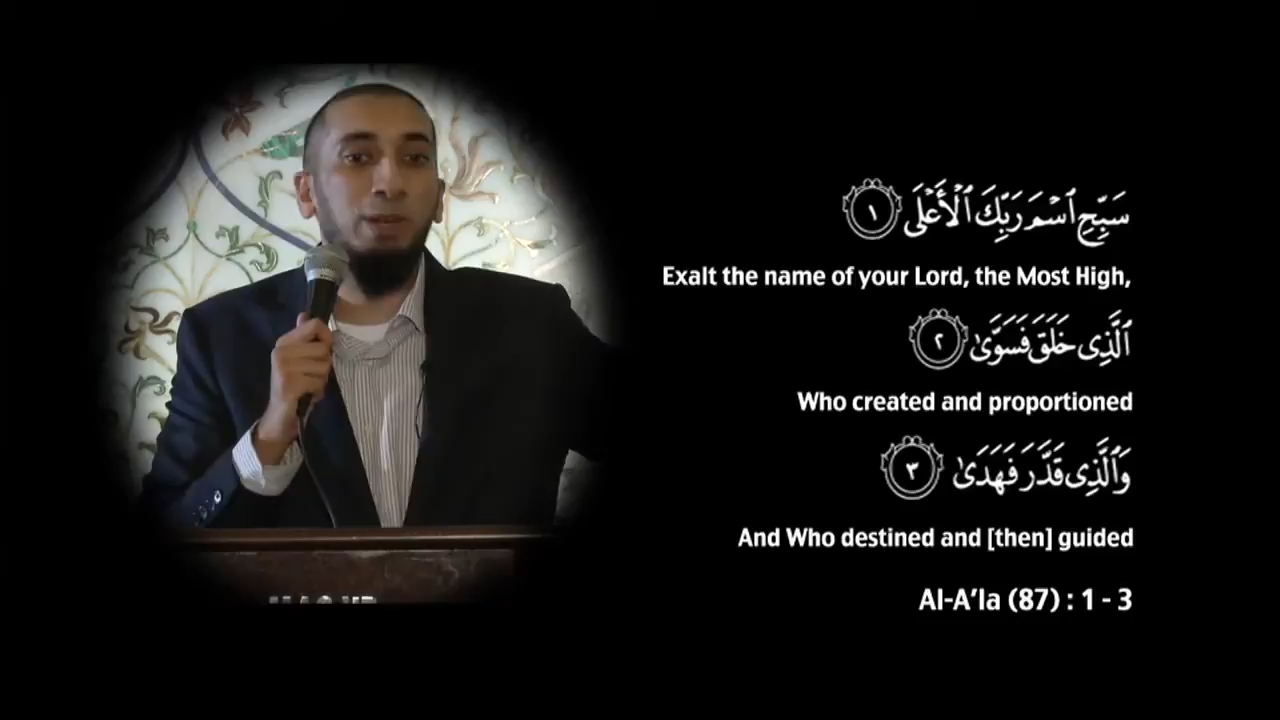 سَبِّحِ ٱسْمَ رَبِّكَ ٱلْأَعْلَى ١
Exalt the name of your Lord, the Most High,
ٱلَّذِى خَلَقَ فَسَوَّىٰ ٢
Who created and proportioned
وَٱلَّذِى قَدَّرَ فَهَدَىٰ ٣
And Who destined and [then] guided
Al-A’la (87) : 1 - 3